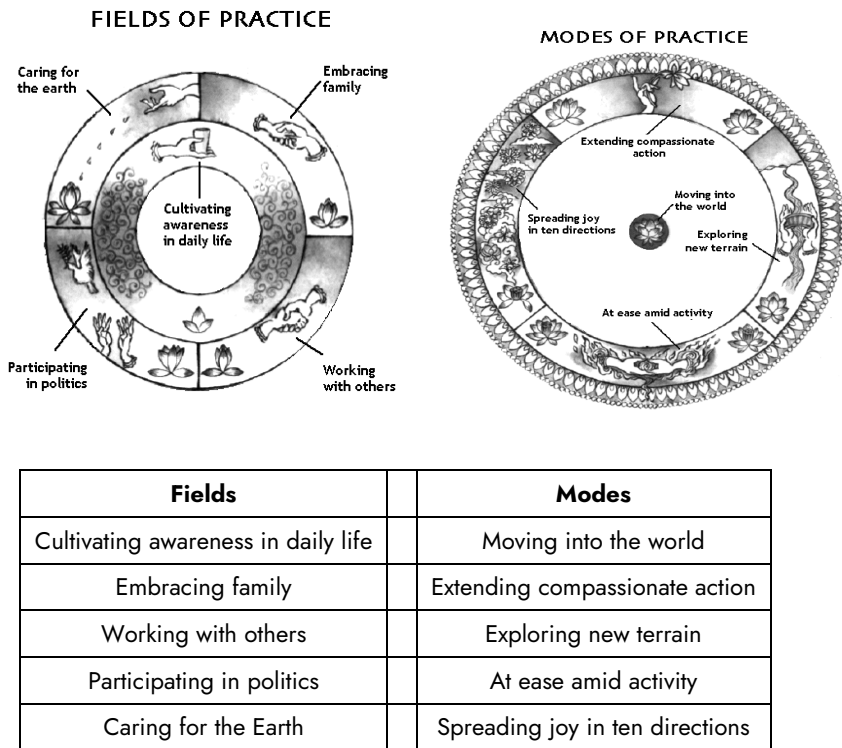 FIELDS OF PRACTICE
Caring for
the earth
Embracing
family
Cultivating
awareness
in daily life
Participating
in politics
Working
with others
MODES OF PRACTICE
Extending compassionate
action
Moving into
the world
Spreading joy
in ten directions
Exploring
new terrain
At ease amid activity
Fields Modes
Cultivating awareness in daily life Moving into the world
Embracing family Extending compassionate action
Working with others Exploring new terrain
Participating in politics At ease amid activity
Caring for the Earth Spreading joy in ten directions